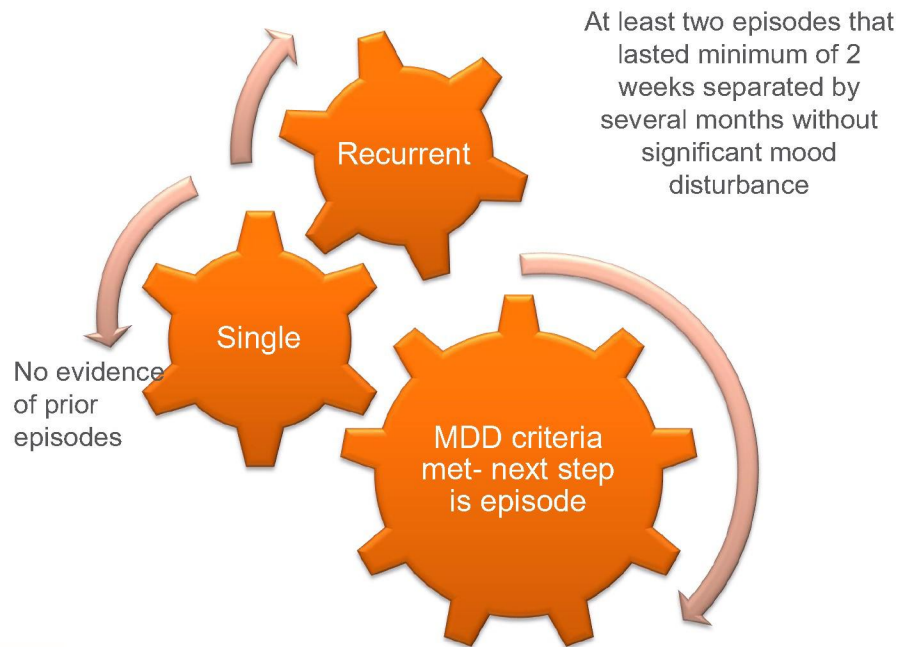 At least two episodes that
lasted minimum of 2
weeks separated by
several months without
significant mood
disturbance
Recurrent
Single
No evidence
of prior
episodes
MDD criteria
met- next step
is episode